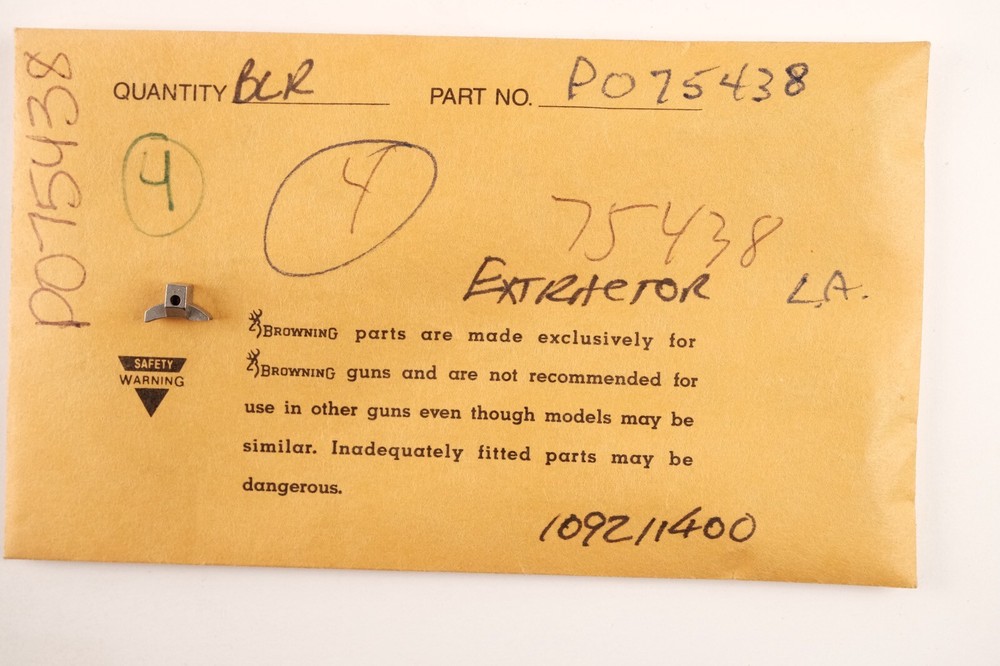 PO75438
QUANTITY BLR PART NO. PO75438
4
4
75438
EXTRACTOR L.A.
BROWNING parts are made exclusively for
BROWNING guns and are not recommended for
use in other guns even though models may be
similar. Inadequately fitted parts may be
dangerous.
SAFETY
WARNING
109211400